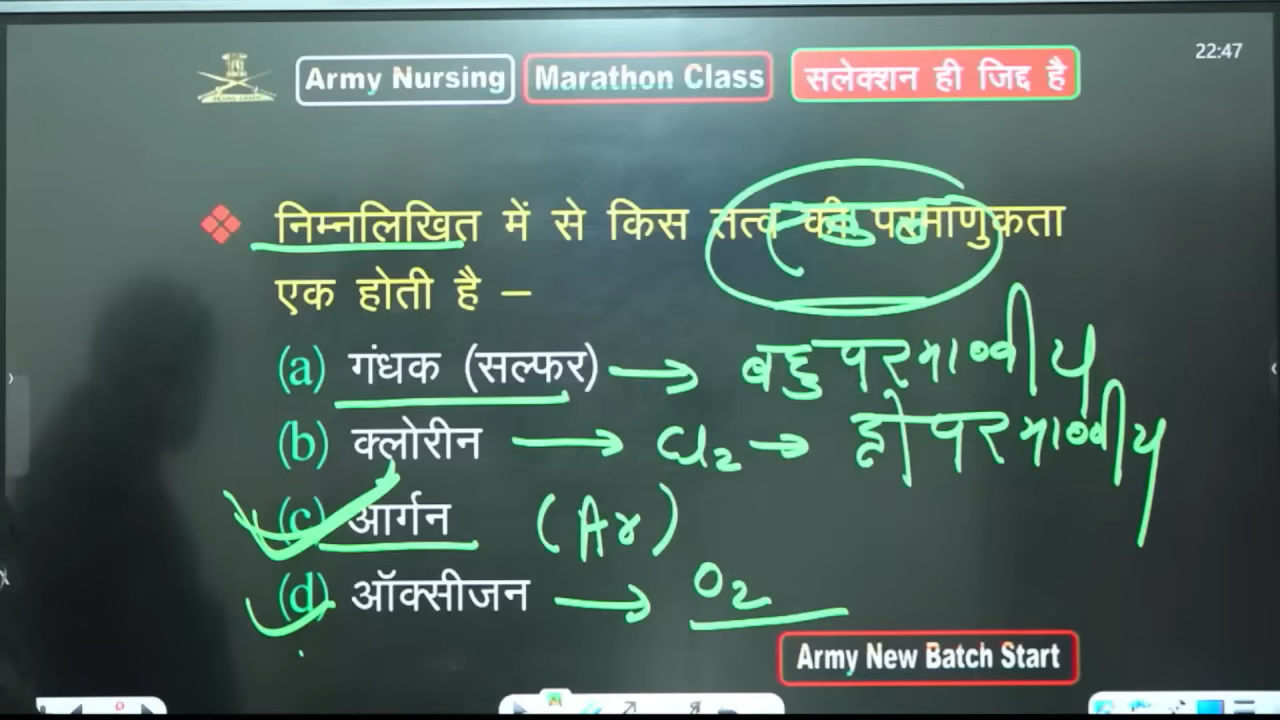 22:47
Army Nursing Marathon Class सलेक्शन ही जिद्द है
निम्नलिखित में से किस तत्व की परमाणुकता
एक होती है –
(a) गंधक (सल्फर) → बहुपरमाण्वीय
(b) क्लोरीन → Cl₂ → द्वीपरमाण्वीय
(c) आर्गन (Ar)
(d) ऑक्सीजन → O₂
Army New Batch Start